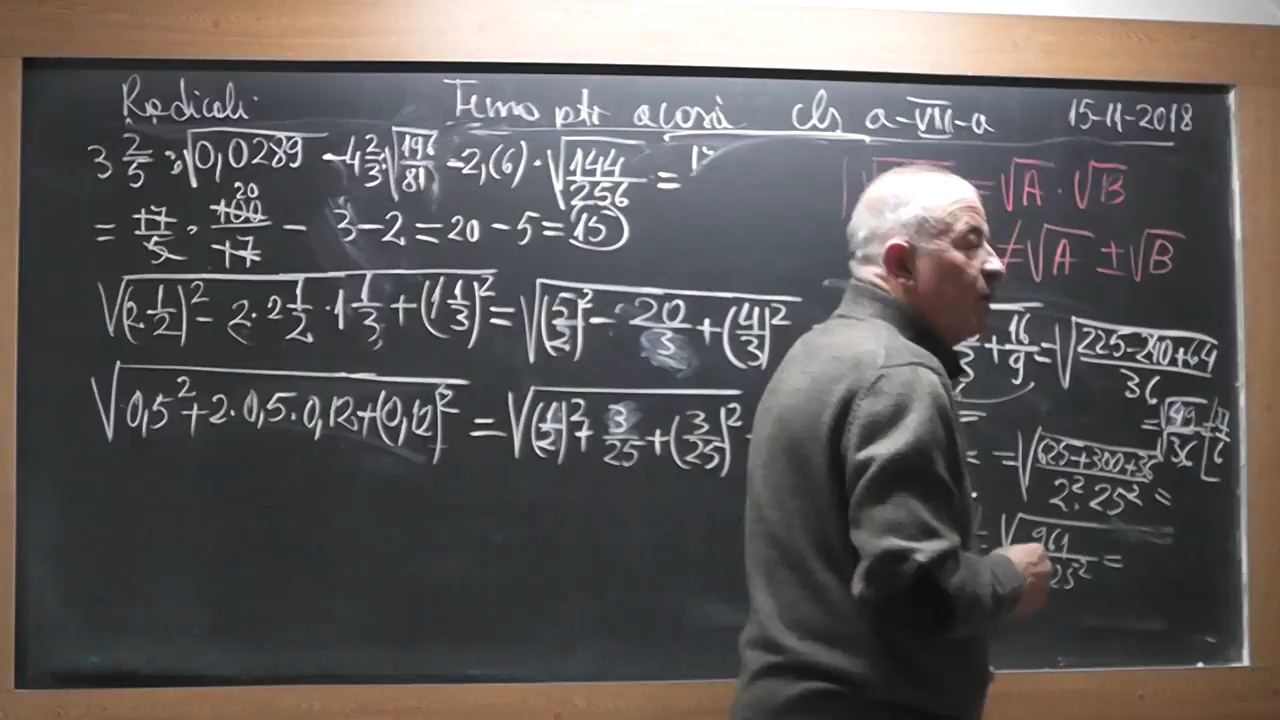 Radicali. Tema ptr acasă cls a-VII-a 15-11-2018
3 2/5 : √0,0289 - 4 2/3 : √(196/81) - 2,(6) · √(144/256) =
= √A · √B
= 17/5 · 100/17 - 3 - 2 = 20 - 5 = 15
20
≠ √A ± √B
√((2 · 1/2)² - 2 · 2 1/2 · 1 1/3 + (1 1/3)²) = √((5/2)² - 20/3 + (4/3)²)
+ 16/9 = √((225-240+64)/36)
= √(49/36) =
√(0,5² + 2 · 0,5 · 0,12 + (0,12)²) = √((1/2)² + 3/25 + (3/25)²)
=
= √((625+300+36)/(2² · 25²)) =
= √(961/25²) =